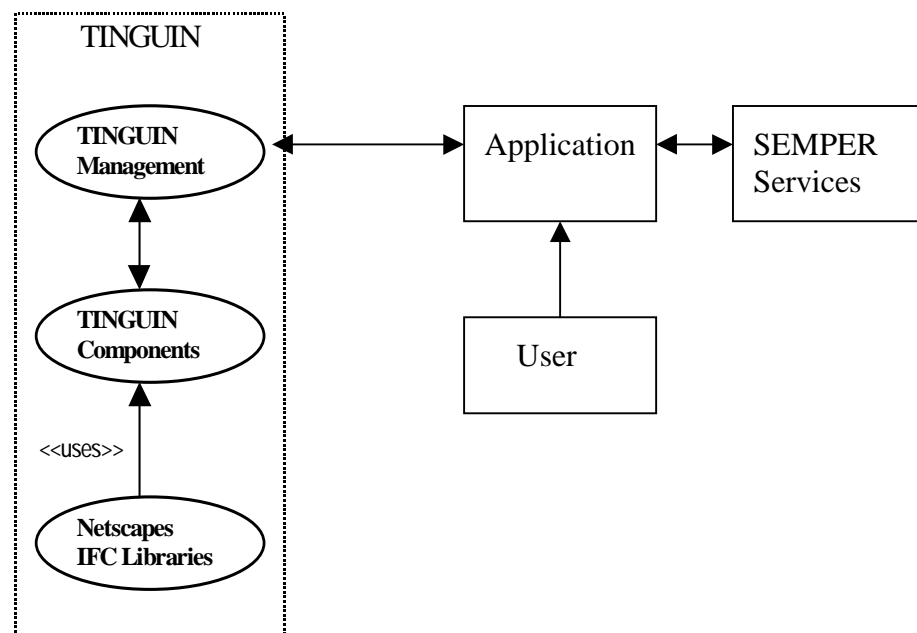 TINGUIN
TINGUIN
Management
Application
SEMPER
Services
TINGUIN
Components
User
<<uses>>
Netscapes
IFC Libraries